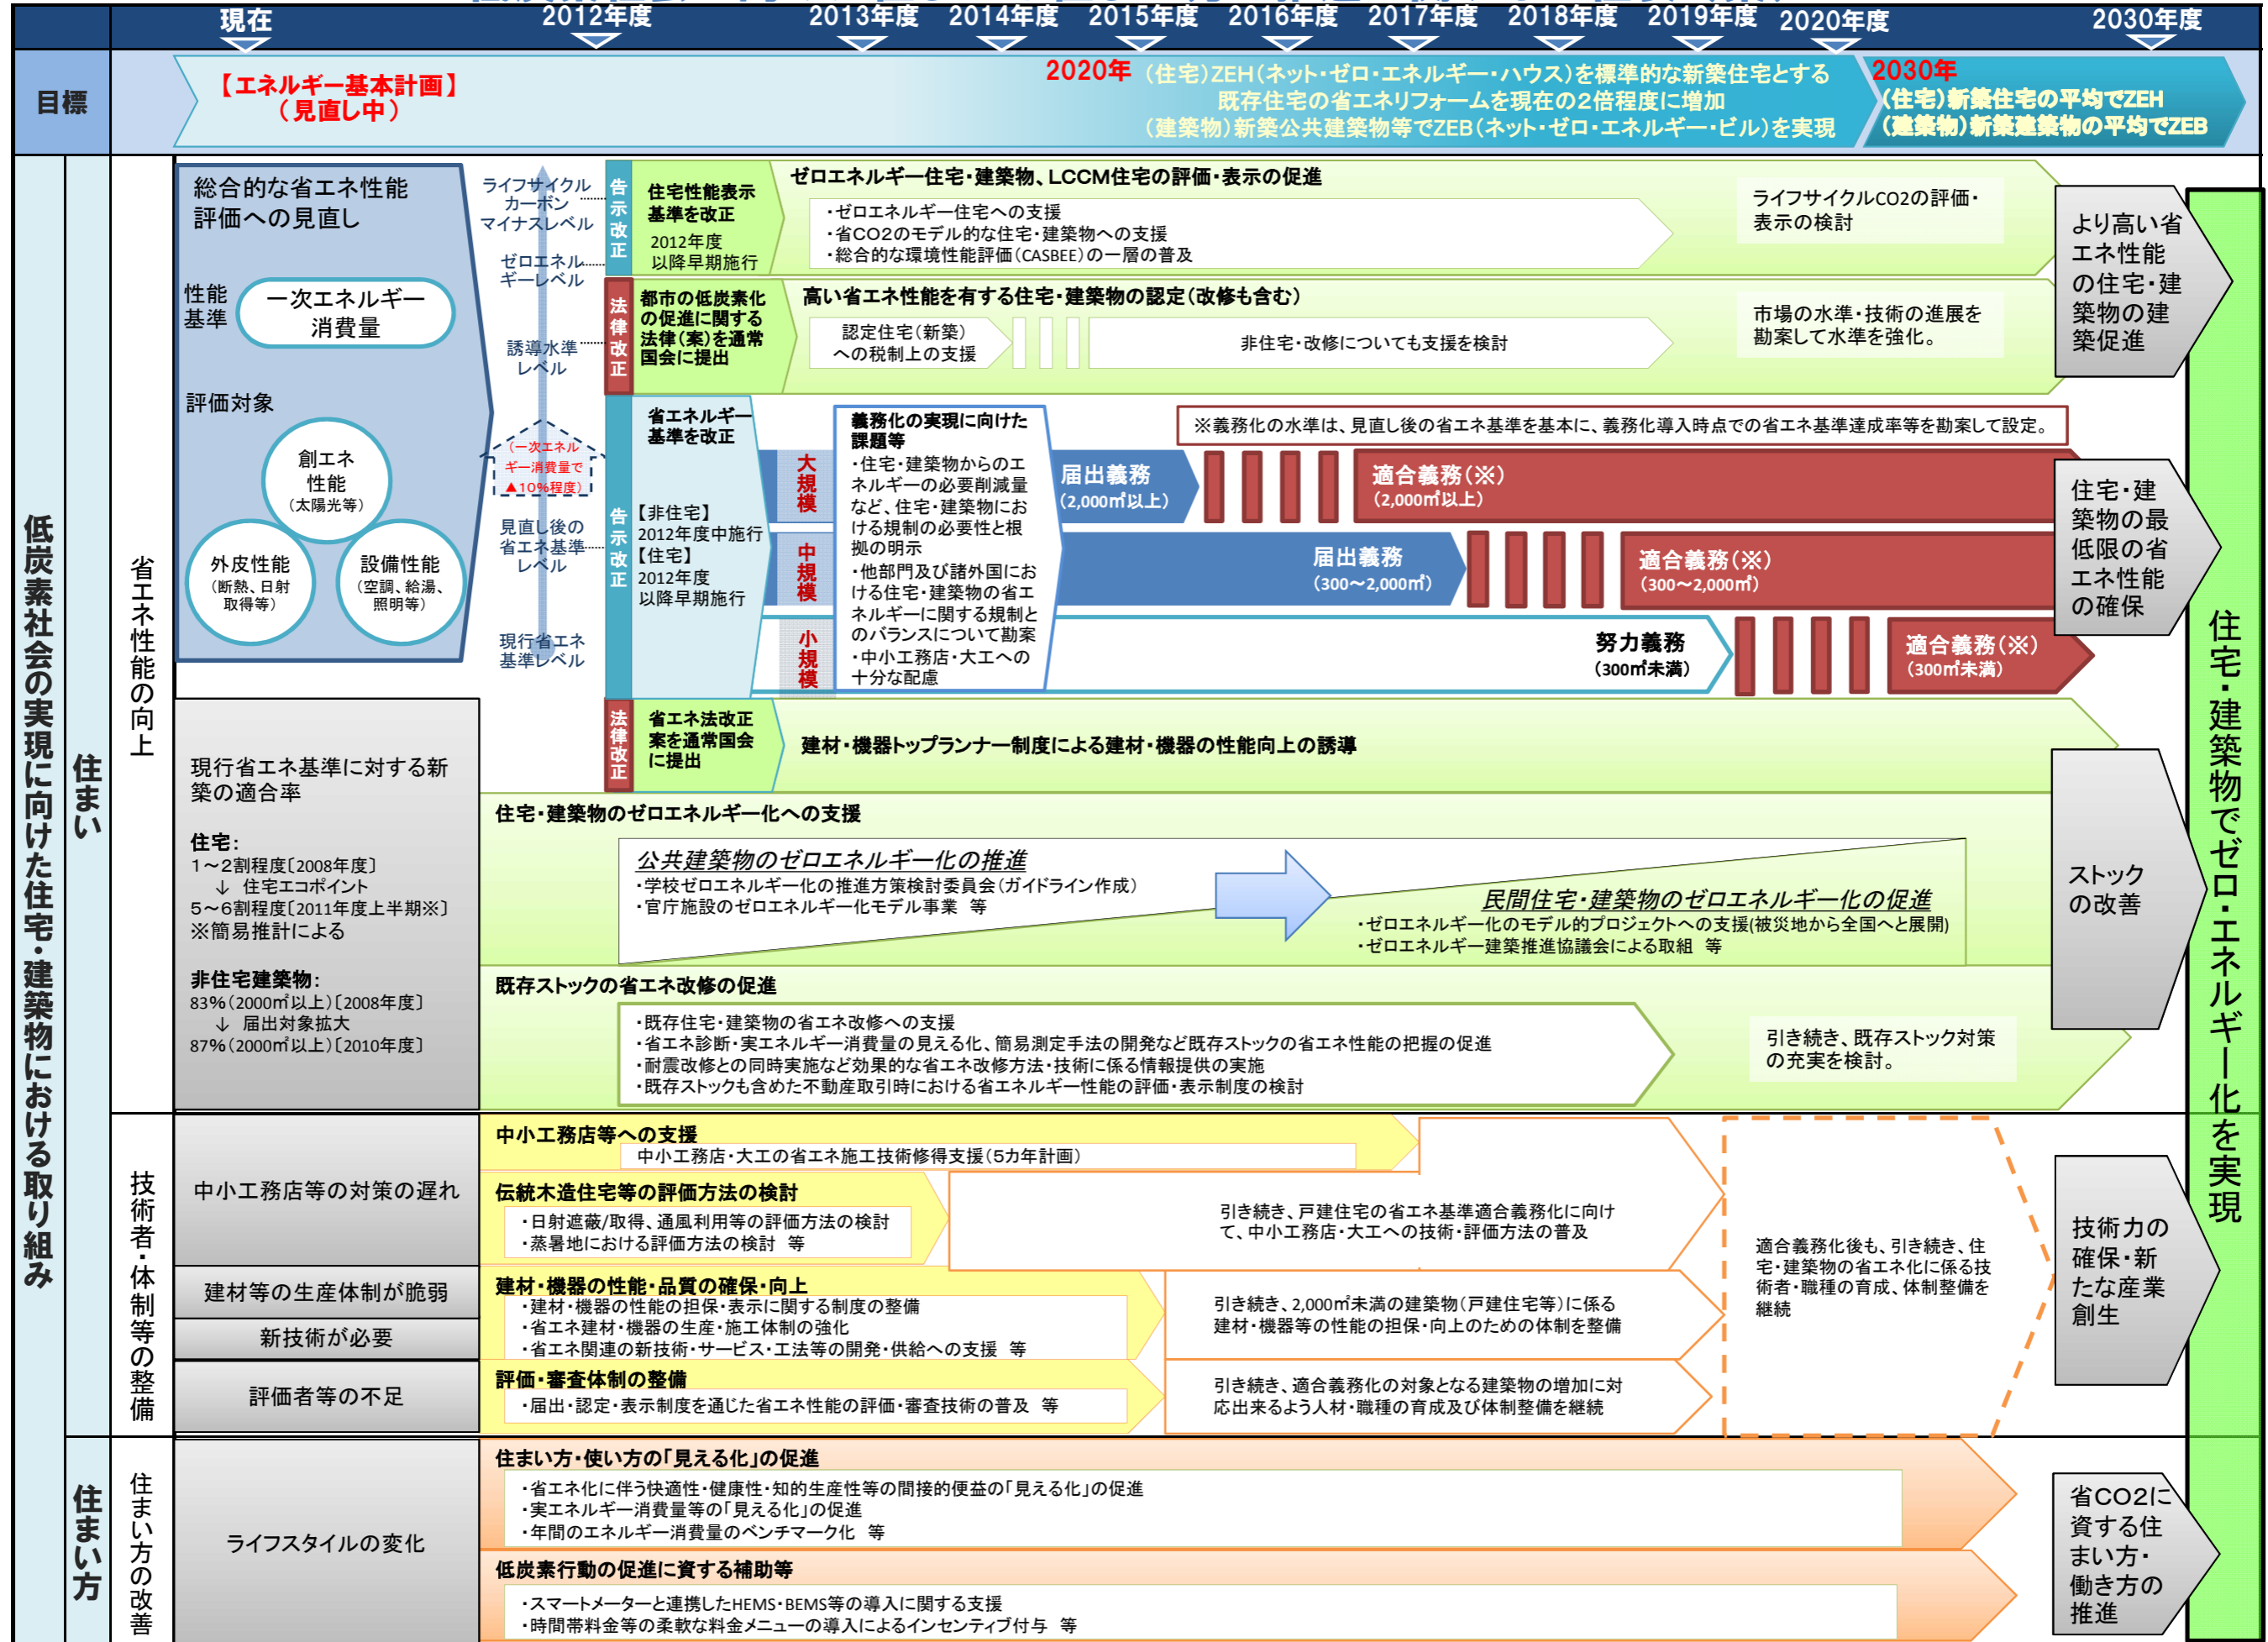 現在
2012年度
2013年度
2014年度
2015年度
2016年度
2017年度
2018年度
2019年度
2020年度
2030年度
目標
【エネルギー基本計画】
(見直し中)
2020年 (住宅)ZEH(ネット・ゼロ・エネルギー・ハウス)を標準的な新築住宅とする
既存住宅の省エネリフォームを現在の2倍程度に増加
(建築物)新築公共建築物等でZEB(ネット・ゼロ・エネルギー・ビル)を実現
2030年
(住宅)新築住宅の平均でZEH
(建築物)新築建築物の平均でZEB
低炭素社会の実現に向けた住宅・建築物における取り組み
住まい
省エネ性能の向上
総合的な省エネ性能
評価への見直し
性能
基準
一次エネルギー
消費量
評価対象
創エネ
性能
(太陽光等)
外皮性能
(断熱、日射
取得等)
設備性能
(空調、給湯、
照明等)
ライフサイクル
カーボン
マイナスレベル
ゼロエネル
ギーレベル
誘導水準
レベル
(一次エネル
ギー消費量で
▲10%程度)
見直し後の
省エネ基準
レベル
現行省エネ
基準レベル
告示改正
住宅性能表示
基準を改正
2012年度
以降早期施行
ゼロエネルギー住宅・建築物、LCCM住宅の評価・表示の促進
・ゼロエネルギー住宅への支援
・省CO2のモデル的な住宅・建築物への支援
・総合的な環境性能評価(CASBEE)の一層の普及
ライフサイクルCO2の評価・
表示の検討
法律改正
都市の低炭素化
の促進に関する
法律(案)を通常
国会に提出
高い省エネ性能を有する住宅・建築物の認定(改修も含む)
認定住宅(新築)
への税制上の支援
非住宅・改修についても支援を検討
市場の水準・技術の進展を
勘案して水準を強化。
より高い省
エネ性能
の住宅・建
築物の建
築促進
告示改正
省エネルギー
基準を改正
【非住宅】
2012年度中施行
【住宅】
2012年度
以降早期施行
大規模
中規模
小規模
義務化の実現に向けた
課題等
・住宅・建築物からのエ
ネルギーの必要削減量
など、住宅・建築物にお
ける規制の必要性と根
拠の明示
・他部門及び諸外国にお
ける住宅・建築物の省エ
ネルギーに関する規制と
のバランスについて勘案
・中小工務店・大工への
十分な配慮
※義務化の水準は、見直し後の省エネ基準を基本に、義務化導入時点での省エネ基準達成率等を勘案して設定。
届出義務
(2,000㎡以上)
適合義務(※)
(2,000㎡以上)
届出義務
(300～2,000㎡)
適合義務(※)
(300～2,000㎡)
努力義務
(300㎡未満)
適合義務(※)
(300㎡未満)
住宅・建
築物の最
低限の省
エネ性能
の確保
法律改正
省エネ法改正
案を通常国会
に提出
建材・機器トップランナー制度による建材・機器の性能向上の誘導
現行省エネ基準に対する新
築の適合率
住宅:
1～2割程度〔2008年度〕
↓ 住宅エコポイント
5～6割程度〔2011年度上半期※〕
※簡易推計による
非住宅建築物:
83%(2000㎡以上)〔2008年度〕
↓ 届出対象拡大
87%(2000㎡以上)〔2010年度〕
住宅・建築物のゼロエネルギー化への支援
公共建築物のゼロエネルギー化の推進
・学校ゼロエネルギー化の推進方策検討委員会(ガイドライン作成)
・官庁施設のゼロエネルギー化モデル事業 等
民間住宅・建築物のゼロエネルギー化の促進
・ゼロエネルギー化のモデル的プロジェクトへの支援(被災地から全国へと展開)
・ゼロエネルギー建築推進協議会による取組 等
既存ストックの省エネ改修の促進
・既存住宅・建築物の省エネ改修への支援
・省エネ診断・実エネルギー消費量の見える化、簡易測定手法の開発など既存ストックの省エネ性能の把握の促進
・耐震改修との同時実施など効果的な省エネ改修方法・技術に係る情報提供の実施
・既存ストックも含めた不動産取引時における省エネルギー性能の評価・表示制度の検討
引き続き、既存ストック対策
の充実を検討。
ストック
の改善
住宅・建築物でゼロ・エネルギー化を実現
技術者・体制等の整備
中小工務店等の対策の遅れ
建材等の生産体制が脆弱
新技術が必要
評価者等の不足
中小工務店等への支援
中小工務店・大工の省エネ施工技術修得支援(5カ年計画)
伝統木造住宅等の評価方法の検討
・日射遮蔽/取得、通風利用等の評価方法の検討
・蒸暑地における評価方法の検討 等
引き続き、戸建住宅の省エネ基準適合義務化に向け
て、中小工務店・大工への技術・評価方法の普及
建材・機器の性能・品質の確保・向上
・建材・機器の性能の担保・表示に関する制度の整備
・省エネ建材・機器の生産・施工体制の強化
・省エネ関連の新技術・サービス・工法等の開発・供給への支援 等
引き続き、2,000㎡未満の建築物(戸建住宅等)に係る
建材・機器等の性能の担保・向上のための体制を整備
評価・審査体制の整備
・届出・認定・表示制度を通じた省エネ性能の評価・審査技術の普及 等
引き続き、適合義務化の対象となる建築物の増加に対
応出来るよう人材・職種の育成及び体制整備を継続
適合義務化後も、引き続き、住
宅・建築物の省エネ化に係る技
術者・職種の育成、体制整備を
継続
技術力の
確保・新
たな産業
創生
住まい方
住まい方の改善
ライフスタイルの変化
住まい方・使い方の「見える化」の促進
・省エネ化に伴う快適性・健康性・知的生産性等の間接的便益の「見える化」の促進
・実エネルギー消費量等の「見える化」の促進
・年間のエネルギー消費量のベンチマーク化 等
低炭素行動の促進に資する補助等
・スマートメーターと連携したHEMS・BEMS等の導入に関する支援
・時間帯料金等の柔軟な料金メニューの導入によるインセンティブ付与 等
省CO2に
資する住
まい方・
働き方の
推進